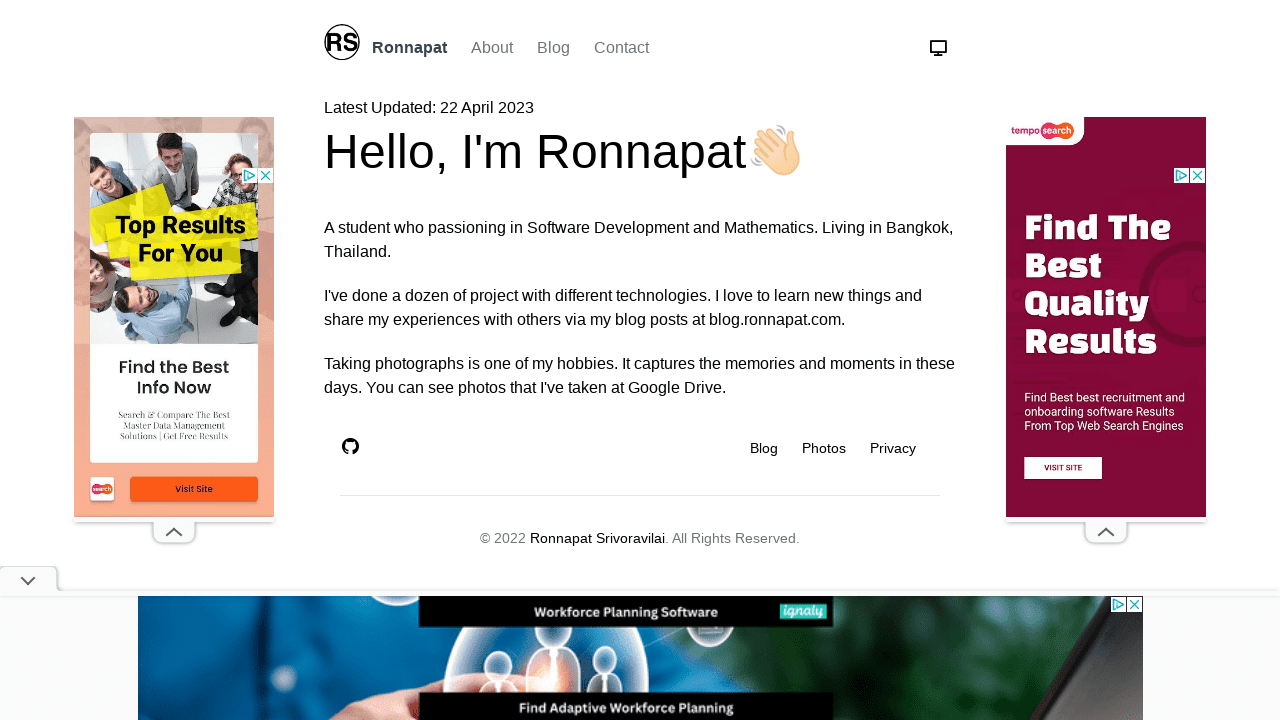 RS
Ronnapat
About
Blog
Contact
Latest Updated: 22 April 2023
Hello, I'm Ronnapat👋🏻
A student who passioning in Software Development and Mathematics. Living in Bangkok,
Thailand.
I've done a dozen of project with different technologies. I love to learn new things and
share my experiences with others via my blog posts at blog.ronnapat.com.
Taking photographs is one of my hobbies. It captures the memories and moments in these
days. You can see photos that I've taken at Google Drive.
Blog
Photos
Privacy
© 2022 Ronnapat Srivoravilai. All Rights Reserved.
Top Results
For You
Find the Best
Info Now
Search & Compare The Best
Master Data Management
Solutions | Get Free Results
search
Visit Site
tempo search
Find The
Best
Quality
Results
Find Best best recruitment and
onboarding software Results
From Top Web Search Engines
VISIT SITE
Workforce Planning Software
ignaly
Find Adaptive Workforce Planning